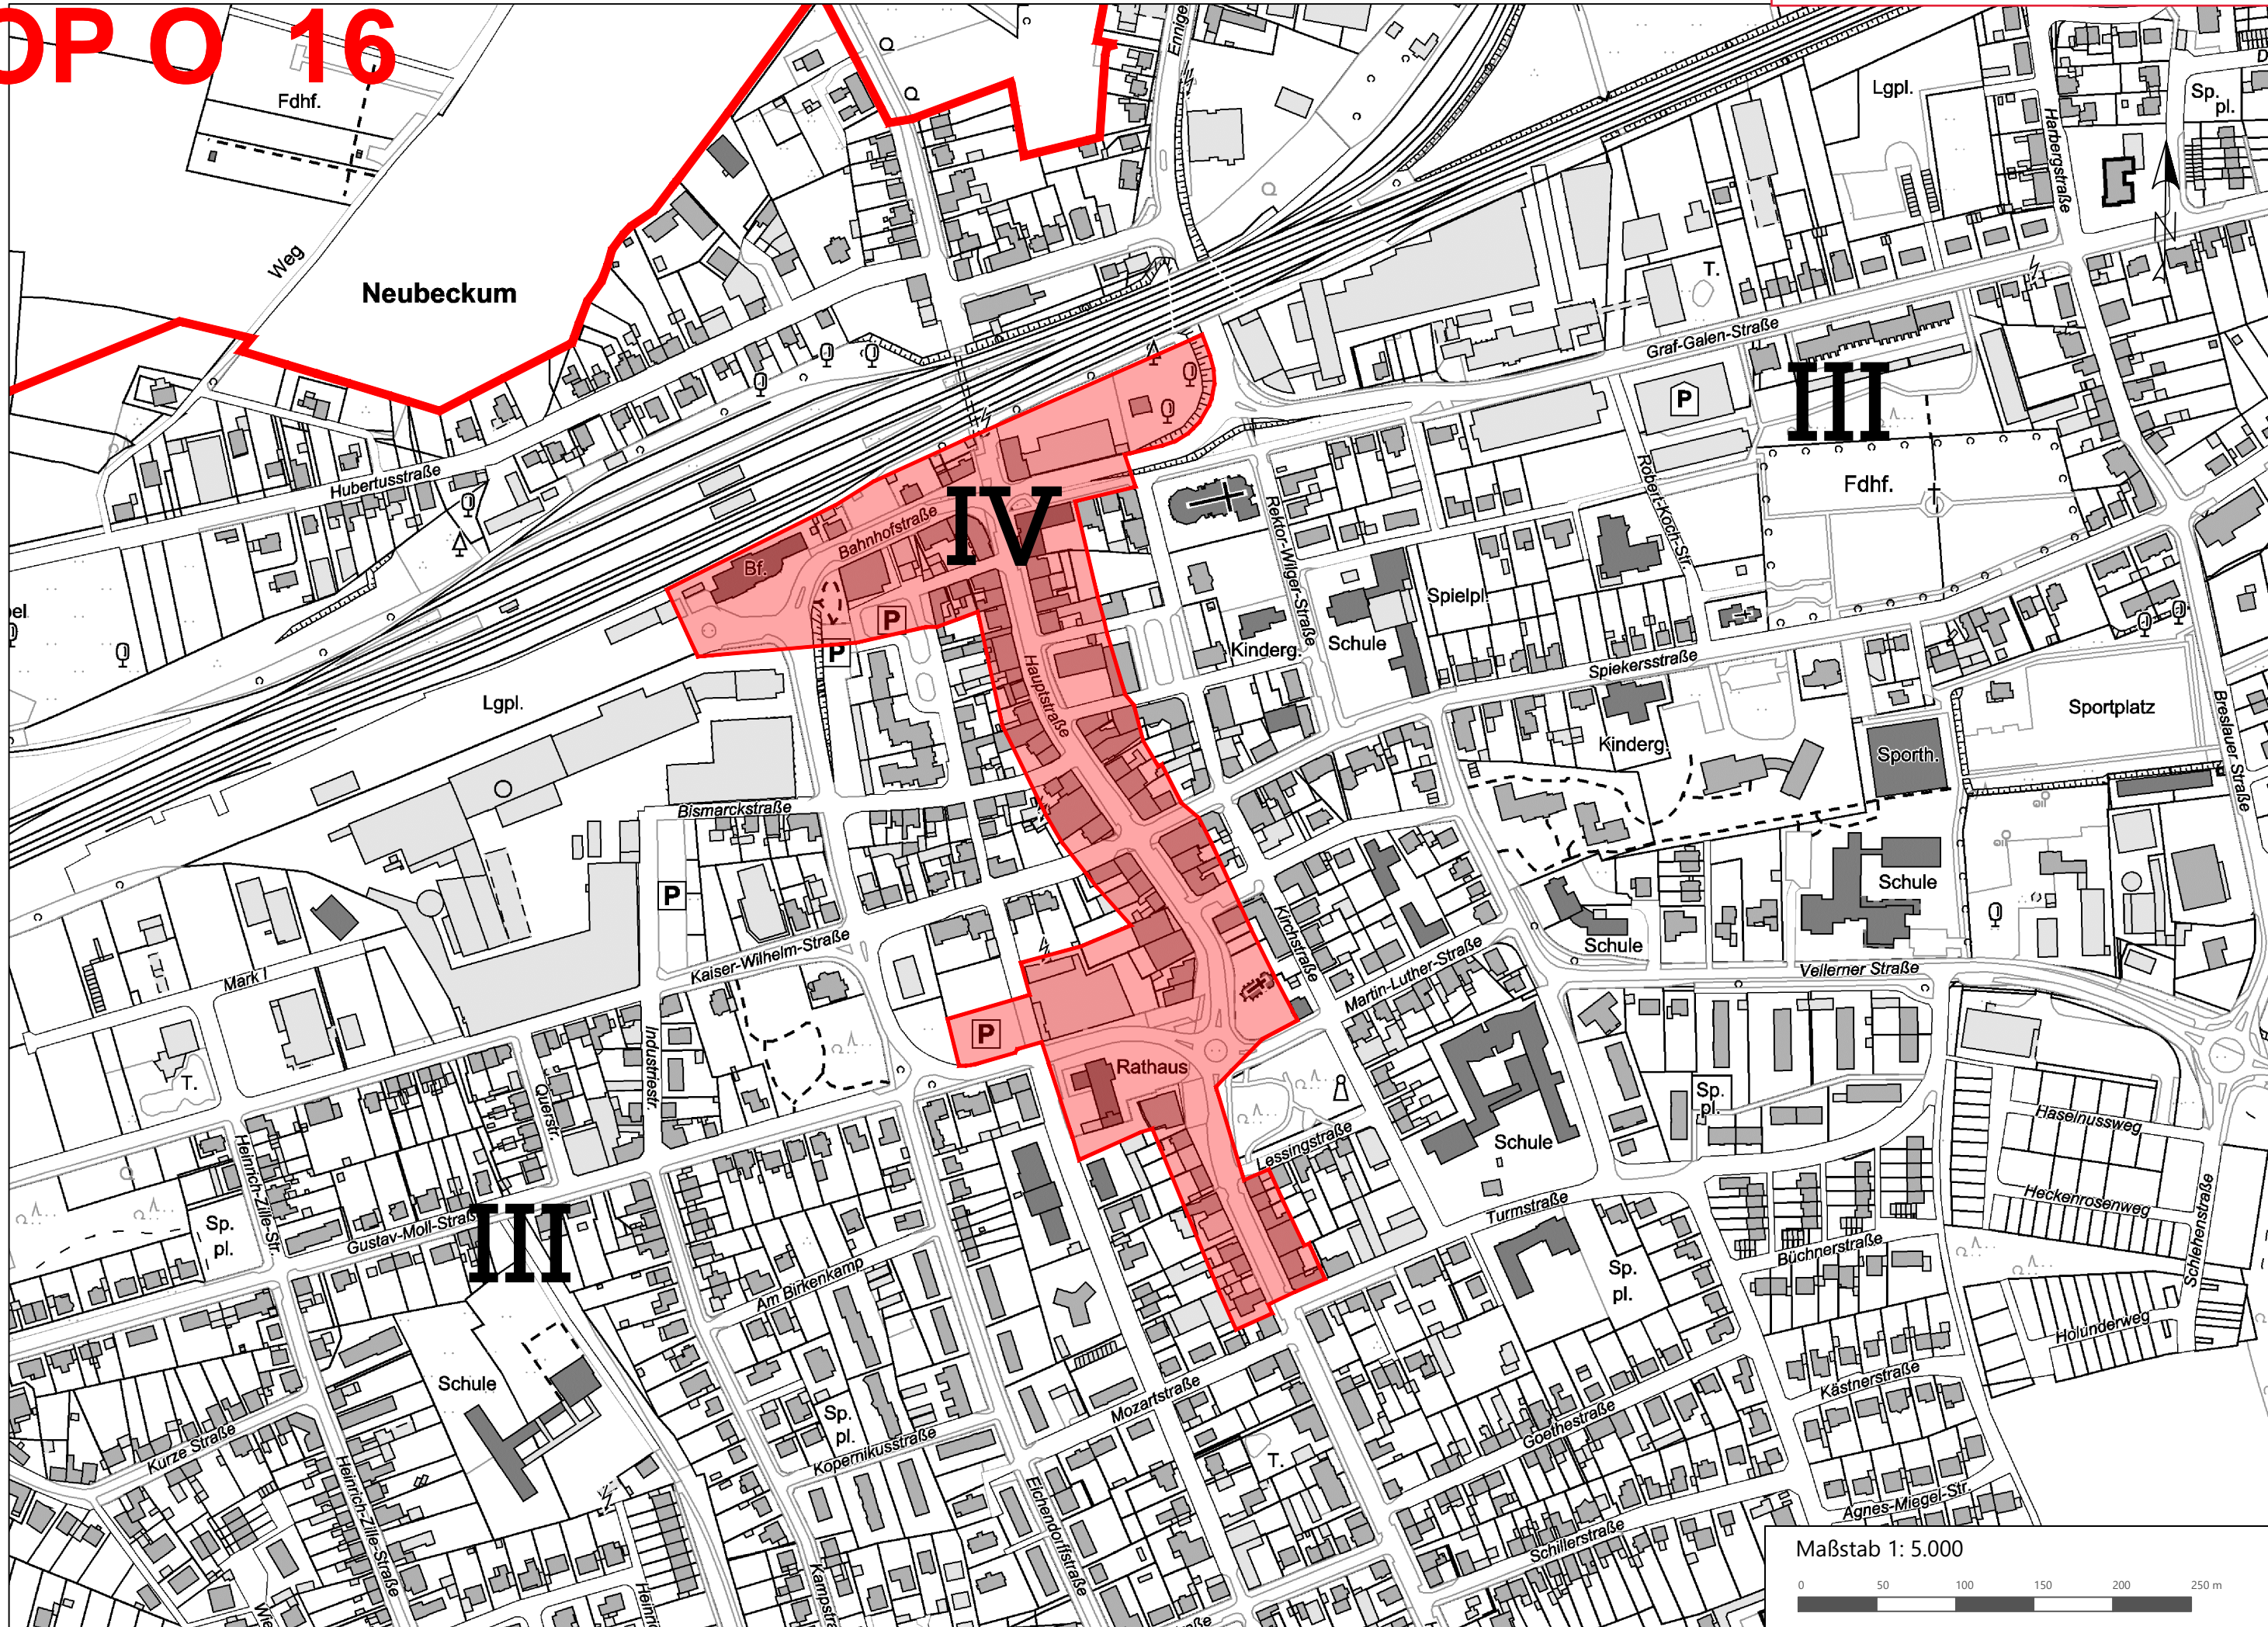 OP O 16
Fdhf.
Weg
Neubeckum
Lgpl.
Sp.
pl.
Harbergstraße
T.
Graf-Galen-Straße
P
III
Fdhf.
Hubertusstraße
IV
Bahnhofstraße
Bf.
P
P
Hauptstraße
Rektor-Wilger-Straße
Robert-Koch-Str.
Kinderg.
Schule
Spielpl.
Spiekersstraße
Kinderg.
Sportplatz
Sporth.
Breslauer Straße
Lgpl.
Bismarckstraße
P
Kaiser-Wilhelm-Straße
Mark I
T.
Industriestr.
Querstr.
P
Rathaus
Kirchstraße
Martin-Luther-Straße
Schule
Schule
Vellerner Straße
Schule
Sp.
pl.
Haselnussweg
Heckenrosenweg
Schlehenstraße
Holunderweg
Lessingstraße
Turmstraße
Büchnerstraße
Sp.
pl.
Heinrich-Zille-Str.
Sp.
pl.
Gustav-Moll-Straß
III
Am Birkenkamp
Schule
Kurze Straße
Heinrich-Zille-Straße
Sp.
pl.
Kopernikusstraße
Mozartstraße
T.
Eichendorffstraße
Goethestraße
Kästnerstraße
Agnes-Miegel-Str.
Schillerstraße
Maßstab 1: 5.000
0 50 100 150 200 250 m